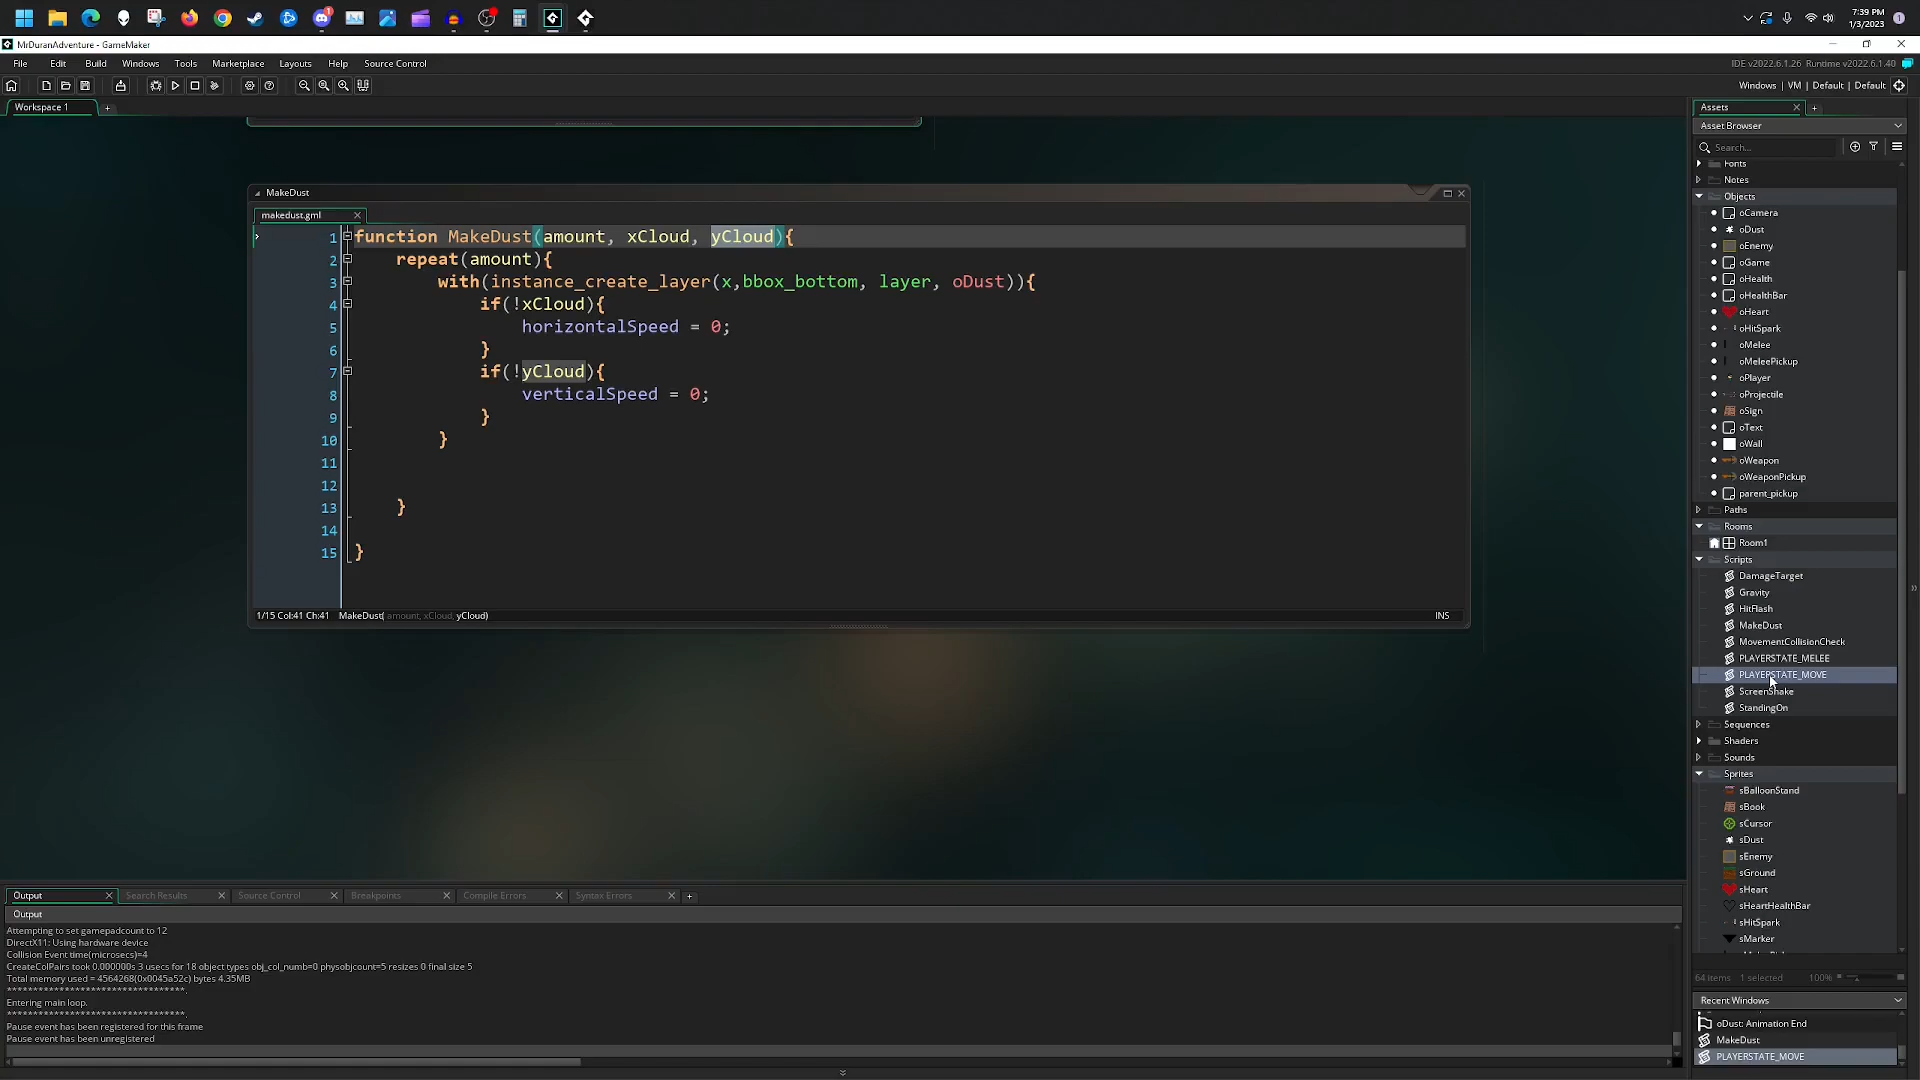 7:39 PM
1/3/2023
MrDuranAdventure - GameMaker
File Edit Build Windows Tools Marketplace Layouts Help Source Control
IDE v2022.6.1.26 Runtime v2022.6.1.40
Windows | VM | Default | Default
Workspace 1
Assets
Asset Browser
Search...
Fonts
Notes
Objects
oCamera
oDust
oEnemy
oGame
oHealth
oHealthBar
oHeart
oHitSpark
oMelee
oMeleePickup
oPlayer
oProjectile
oSign
oText
oWall
oWeapon
oWeaponPickup
parent_pickup
Paths
Rooms
Room1
Scripts
DamageTarget
Gravity
HitFlash
MakeDust
MovementCollisionCheck
PLAYERSTATE_MELEE
PLAYERSTATE_MOVE
ScreenShake
StandingOn
Sequences
Shaders
Sounds
Sprites
sBalloonStand
sBook
sCursor
sDust
sEnemy
sGround
sHeart
sHeartHealthBar
sHitSpark
sMarker
64 items 1 selected 100%
Recent Windows
oDust: Animation End
MakeDust
PLAYERSTATE_MOVE
MakeDust
makedust.gml
1 function MakeDust(amount, xCloud, yCloud){
2 repeat(amount){
3 with(instance_create_layer(x,bbox_bottom, layer, oDust)){
4 if(!xCloud){
5 horizontalSpeed = 0;
6 }
7 if(!yCloud){
8 verticalSpeed = 0;
9 }
10 }
11
12
13 }
14
15 }
1/15 Col:41 Ch:41 MakeDust( amount, xCloud, yCloud) INS
Output Search Results Source Control Breakpoints Compile Errors Syntax Errors
Output
Attempting to set gamepadcount to 12
DirectX11: Using hardware device
Collision Event time(microsecs)=4
CreateColPairs took 0.000000s 3 usecs for 18 object types obj_col_numb=0 physobjcount=5 resizes 0 final size 5
Total memory used = 4564268(0x0045a52c) bytes 4.35MB
**********************************.
Entering main loop.
**********************************.
Pause event has been registered for this frame
Pause event has been unregistered